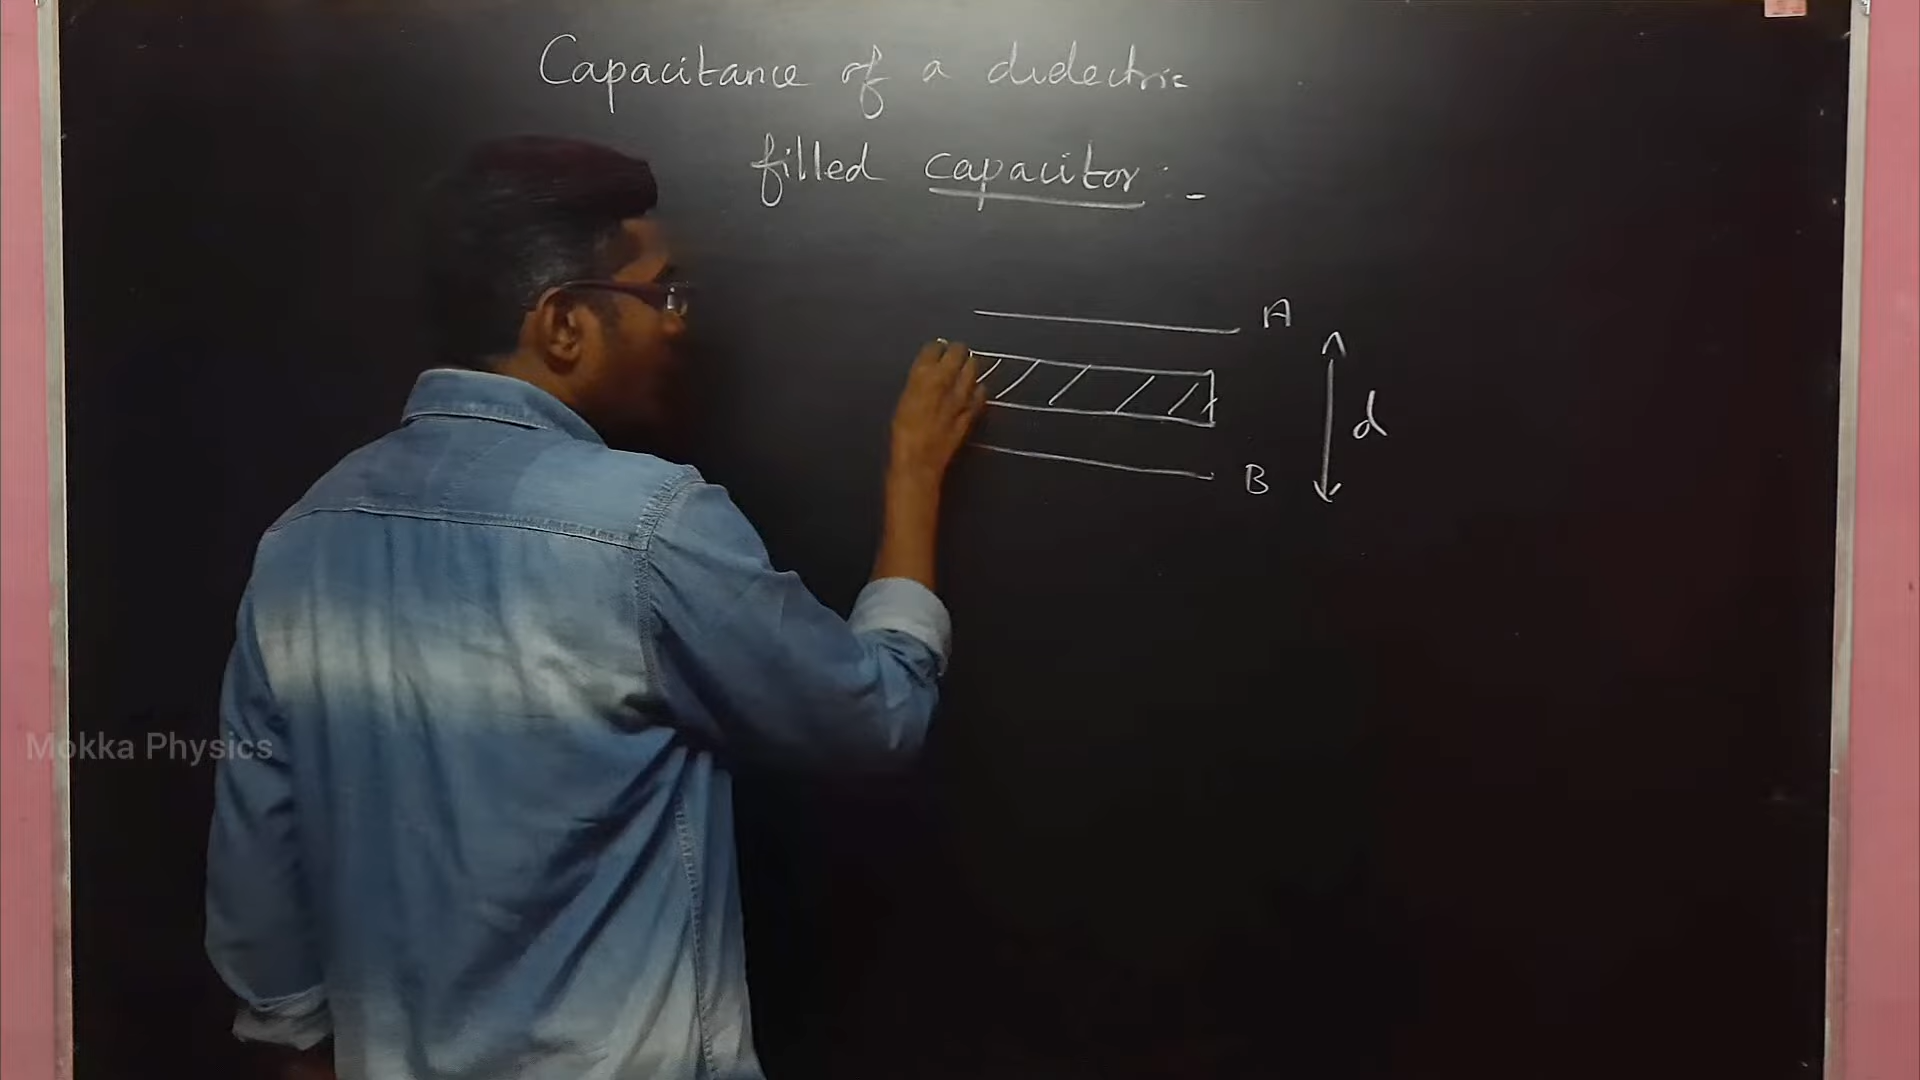 Capacitance of a dielectric
filled capacitor :-
A
d
B
Mokka Physics